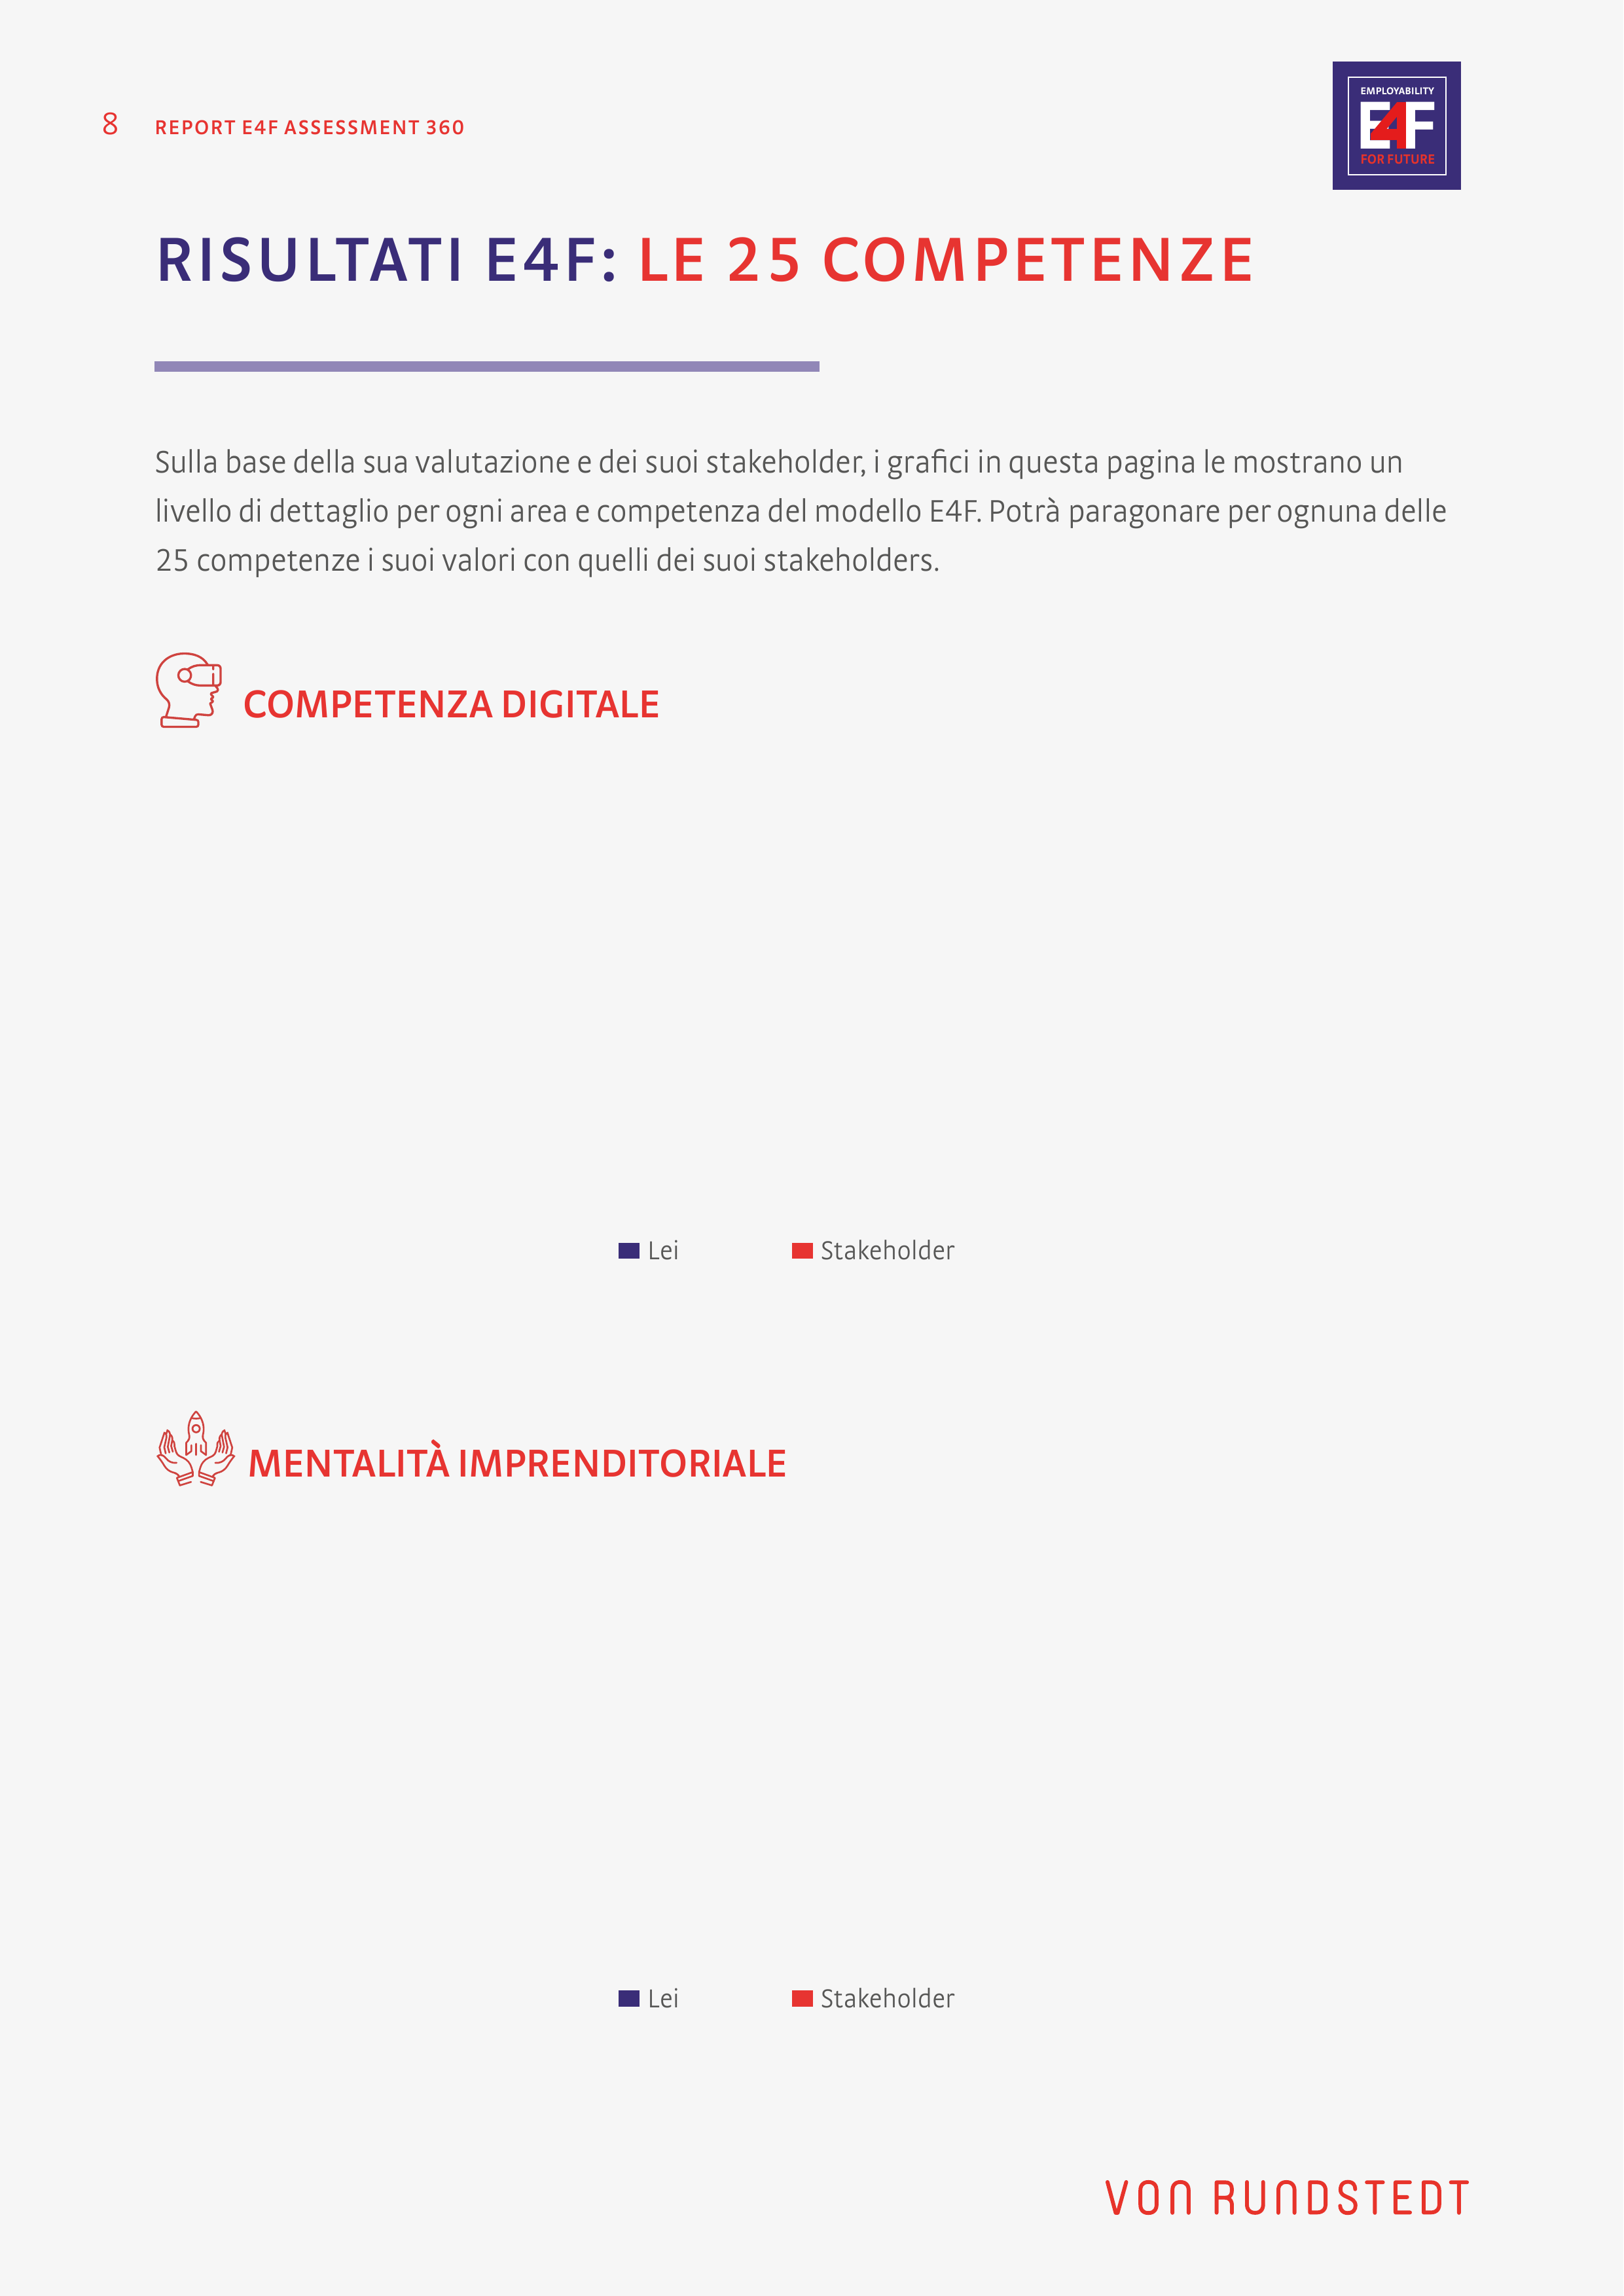 8 REPORT E4F ASSESSMENT 360
EMPLOYABILITY
E4F
FOR FUTURE
RISULTATI E4F: LE 25 COMPETENZE
Sulla base della sua valutazione e dei suoi stakeholder, i grafici in questa pagina le mostrano un
livello di dettaglio per ogni area e competenza del modello E4F. Potrà paragonare per ognuna delle
25 competenze i suoi valori con quelli dei suoi stakeholders.
COMPETENZA DIGITALE
Lei Stakeholder
MENTALITÀ IMPRENDITORIALE
Lei Stakeholder
VON RUNDSTEDT